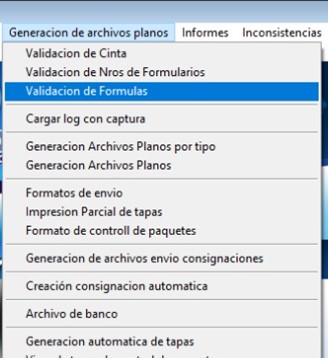 Generacion de archivos planos Informes Inconsistencias
Validacion de Cinta
Validacion de Nros de Formularios
Validacion de Formulas
Cargar log con captura
Generacion Archivos Planos por tipo
Generacion Archivos Planos
Formatos de envio
Impresion Parcial de tapas
Formato de controll de paquetes
Generacion de archivos envio consignaciones
Creación consignacion automatica
Archivo de banco
Generacion automatica de tapas